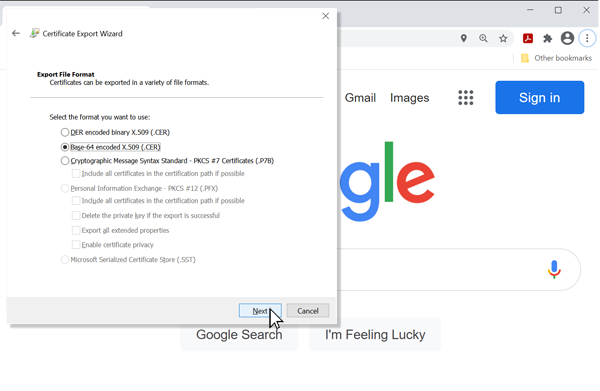 Certificate Export Wizard
Export File Format
Certificates can be exported in a variety of file formats.
Select the format you want to use:
DER encoded binary X.509 (.CER)
Base-64 encoded X.509 (.CER)
Cryptographic Message Syntax Standard - PKCS #7 Certificates (.P7B)
Include all certificates in the certification path if possible
Personal Information Exchange - PKCS #12 (.PFX)
Include all certificates in the certification path if possible
Delete the private key if the export is successful
Export all extended properties
Enable certificate privacy
Microsoft Serialized Certificate Store (.SST)
Next
Cancel
Other bookmarks
Gmail
Images
Sign in
gle
Google Search
I'm Feeling Lucky